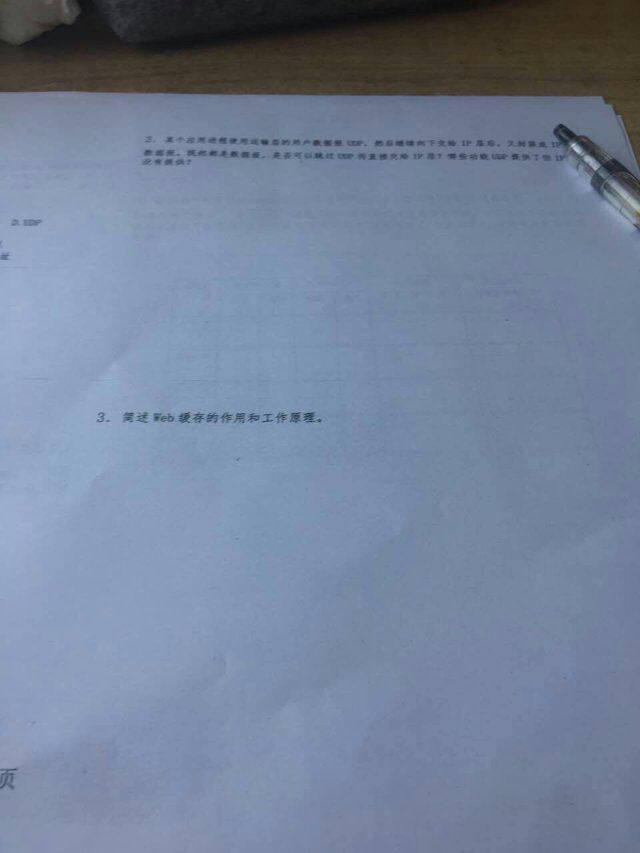 2. 某个应用进程使用运输层的用户数据报 UDP, 然后继续向下交给 IP 层后, 又封装成 IP
数据报。既然都是数据报, 是否可以跳过 UDP 而直接交给 IP 层? 哪些功能 UDP 提供了但 IP
没有提供?
D.UDP
址
3. 简述 Web 缓存的作用和工作原理。
页